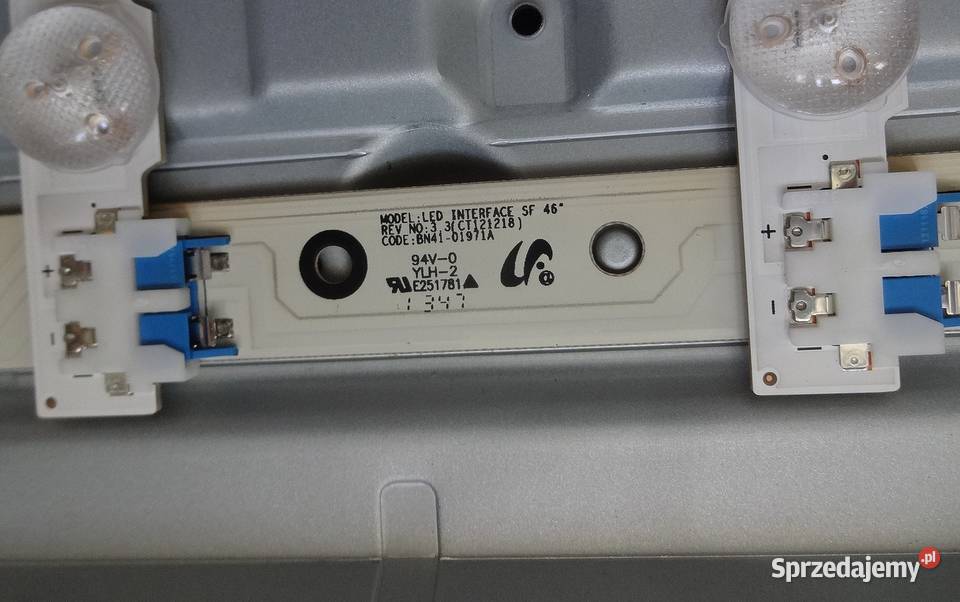 MODEL:LED INTERFACE SF 46"
REV NO:3.3(CT121218)
CODE:BN41-01971A
94V-0
YLH-2
E251781▲
1347
+
-
+
-
Sprzedajemy.pl